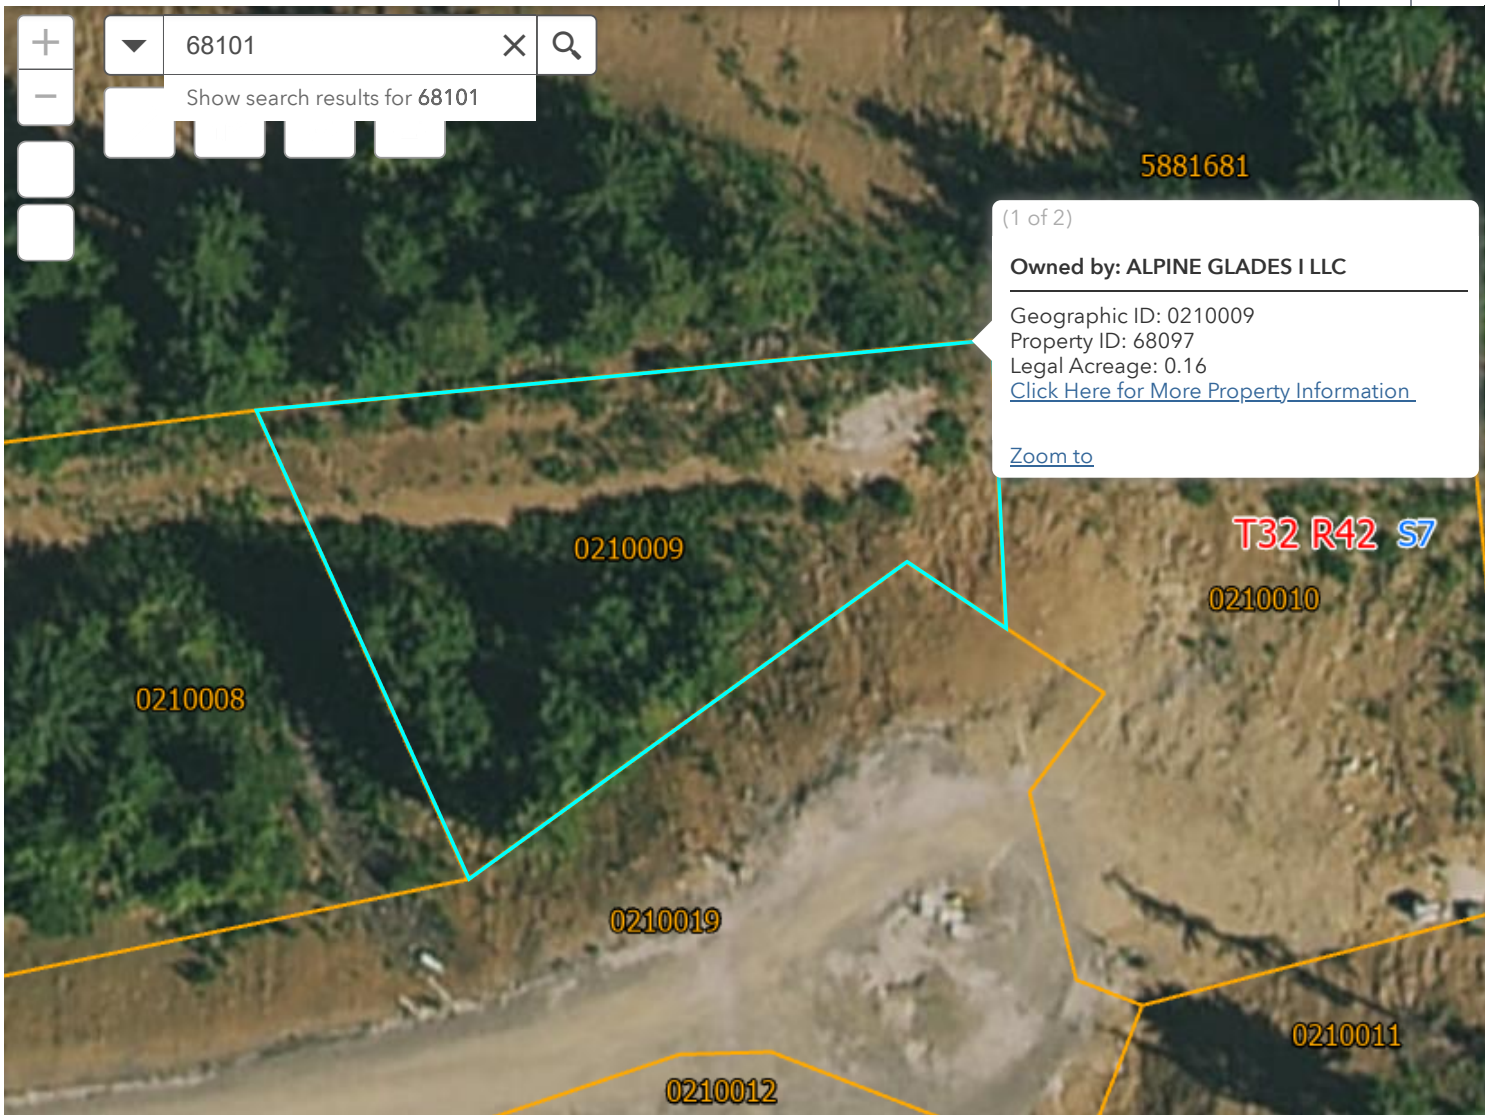 68101
Show search results for 68101
5881681
(1 of 2)
Owned by: ALPINE GLADES I LLC
Geographic ID: 0210009
Property ID: 68097
Legal Acreage: 0.16
Click Here for More Property Information
Zoom to
T32 R42 S7
0210009
0210010
0210008
0210019
0210011
0210012